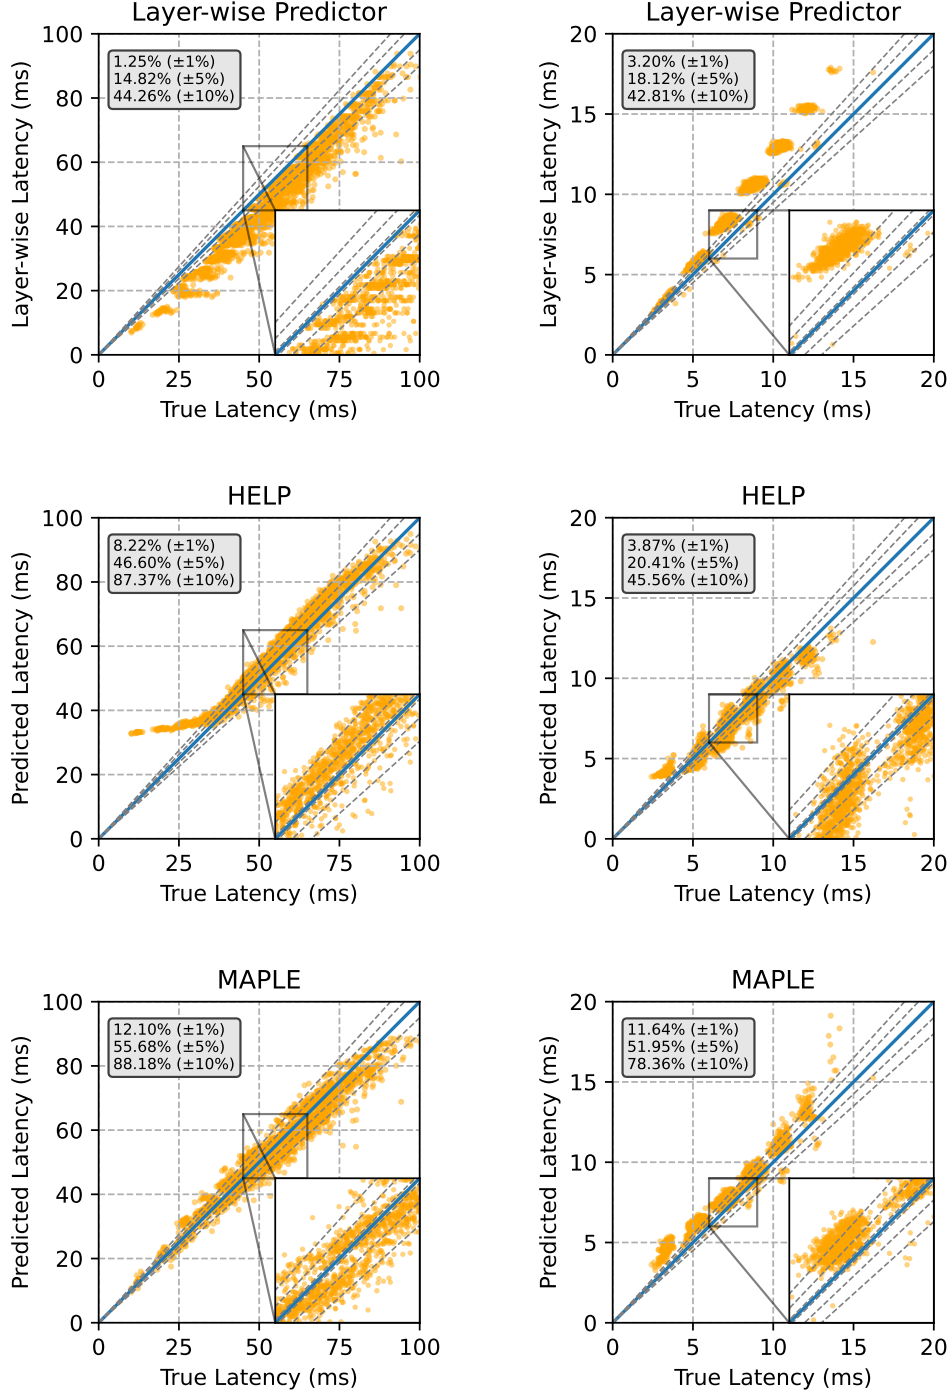 Layer-wise Predictor
Layer-wise Latency (ms)
100
80
60
40
20
0
1.25% (±1%)
14.82% (±5%)
44.26% (±10%)
0 25 50 75 100
True Latency (ms)
Layer-wise Predictor
Layer-wise Latency (ms)
20
15
10
5
0
3.20% (±1%)
18.12% (±5%)
42.81% (±10%)
0 5 10 15 20
True Latency (ms)
HELP
Predicted Latency (ms)
100
80
60
40
20
0
8.22% (±1%)
46.60% (±5%)
87.37% (±10%)
0 25 50 75 100
True Latency (ms)
HELP
Predicted Latency (ms)
20
15
10
5
0
3.87% (±1%)
20.41% (±5%)
45.56% (±10%)
0 5 10 15 20
True Latency (ms)
MAPLE
Predicted Latency (ms)
100
80
60
40
20
0
12.10% (±1%)
55.68% (±5%)
88.18% (±10%)
0 25 50 75 100
True Latency (ms)
MAPLE
Predicted Latency (ms)
20
15
10
5
0
11.64% (±1%)
51.95% (±5%)
78.36% (±10%)
0 5 10 15 20
True Latency (ms)